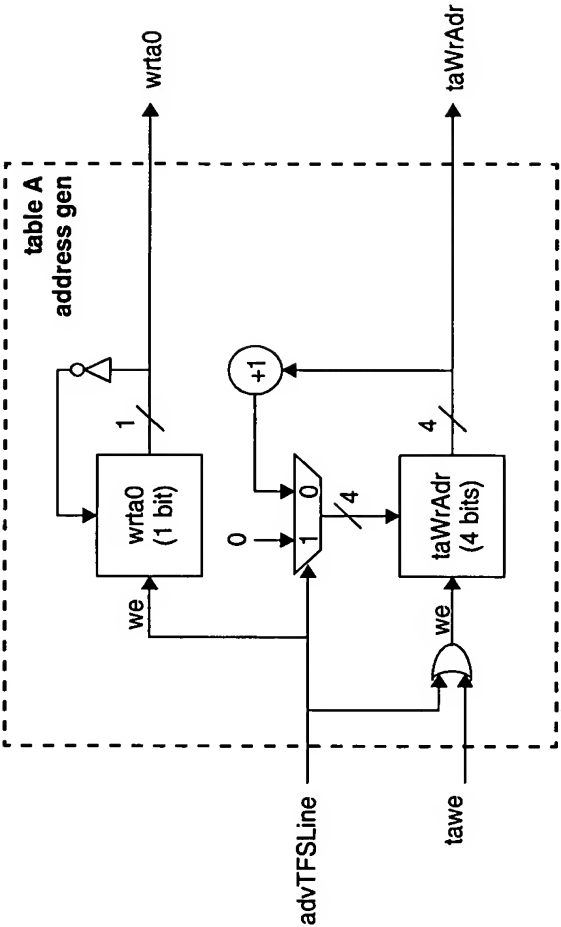 table A
address gen
wrta0
1
we
wrta0
(1 bit)
+1
0
1 0
4
advTFSLine
taWrAdr
4
we
taWrAdr
(4 bits)
tawe